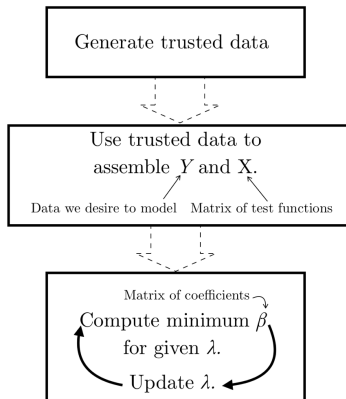 Generate trusted data
Use trusted data to
assemble Y and X.
Data we desire to model Matrix of test functions
Matrix of coefficients
Compute minimum β
for given λ.
Update λ.